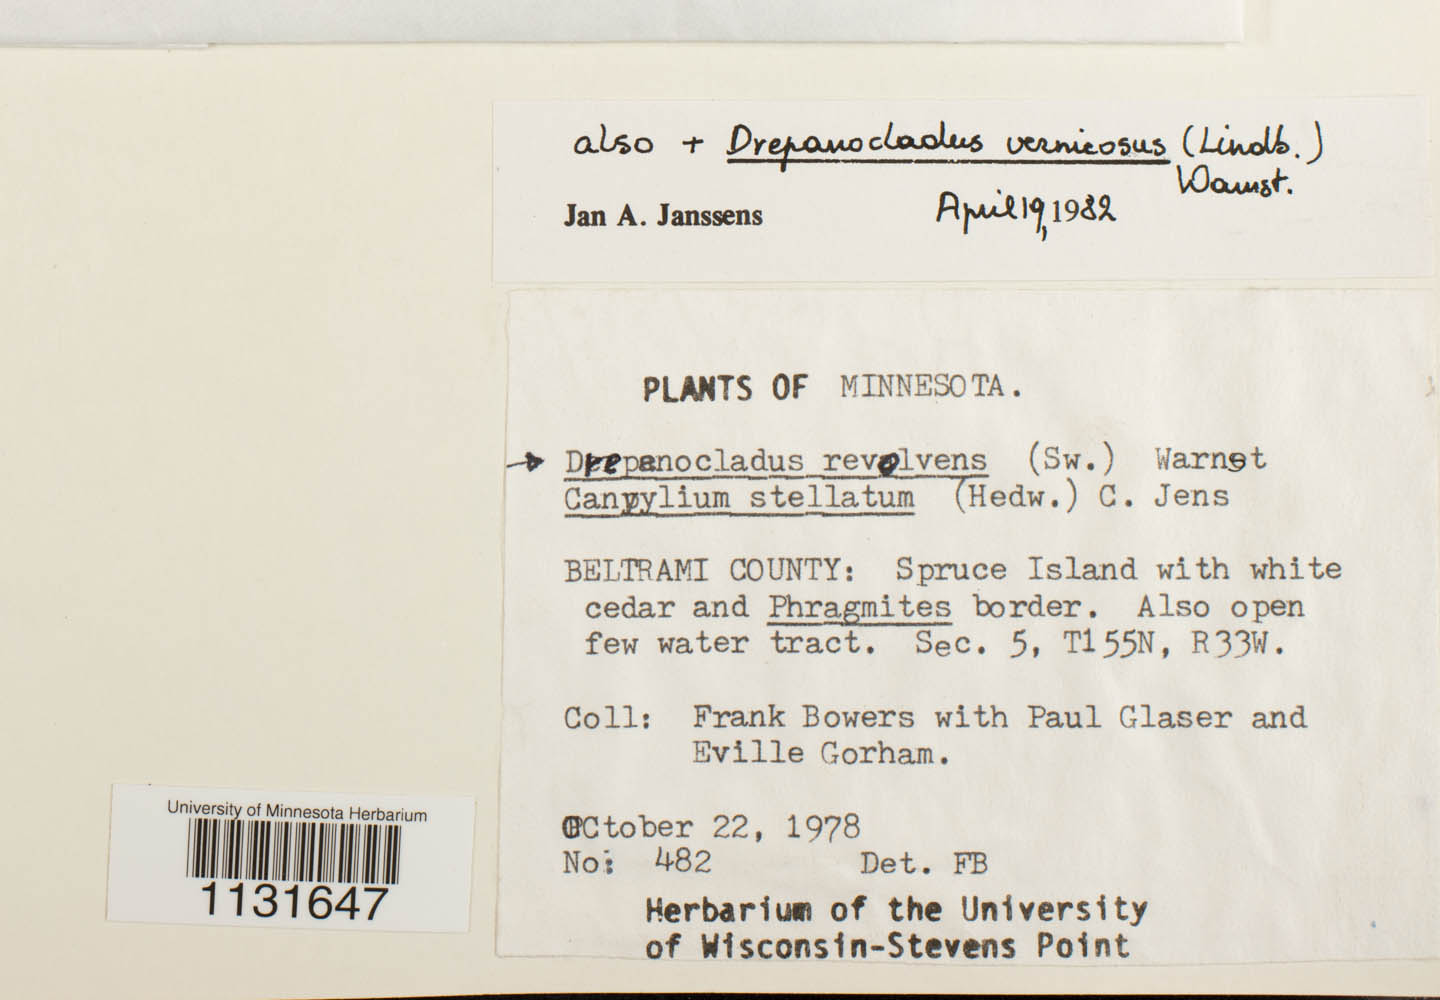 also + Drepanocladus vernicosus (Lindb.)
Warnst.
Jan A. Janssens April 19, 1982
PLANTS OF MINNESOTA.
→ Drepanocladus revolvens (Sw.) Warnst
Campylium stellatum (Hedw.) C. Jens
BELTRAMI COUNTY: Spruce Island with white
cedar and Phragmites border. Also open
few water tract. Sec. 5, T155N, R33W.
Coll: Frank Bowers with Paul Glaser and
Eville Gorham.
OCtober 22, 1978
No: 482 Det. FB
Herbarium of the University
of Wisconsin-Stevens Point
University of Minnesota Herbarium
1131647